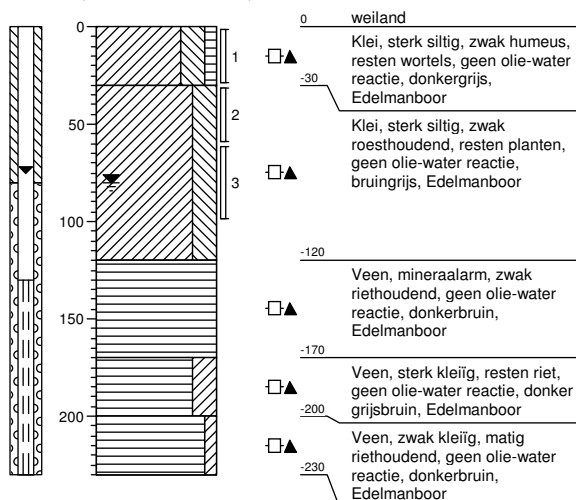 0
50
100
150
200
1
2
3
0
weiland
Klei, sterk siltig, zwak humeus,
resten wortels, geen olie-water
reactie, donkergrijs,
Edelmanboor
-30
Klei, sterk siltig, zwak
roesthoudend, resten planten,
geen olie-water reactie,
bruingrijs, Edelmanboor
-120
Veen, mineraalarm, zwak
riethoudend, geen olie-water
reactie, donkerbruin,
Edelmanboor
-170
Veen, sterk kleiïg, resten riet,
geen olie-water reactie, donker
grijsbruin, Edelmanboor
-200
Veen, zwak kleiïg, matig
riethoudend, geen olie-water
reactie, donkerbruin,
Edelmanboor
-230